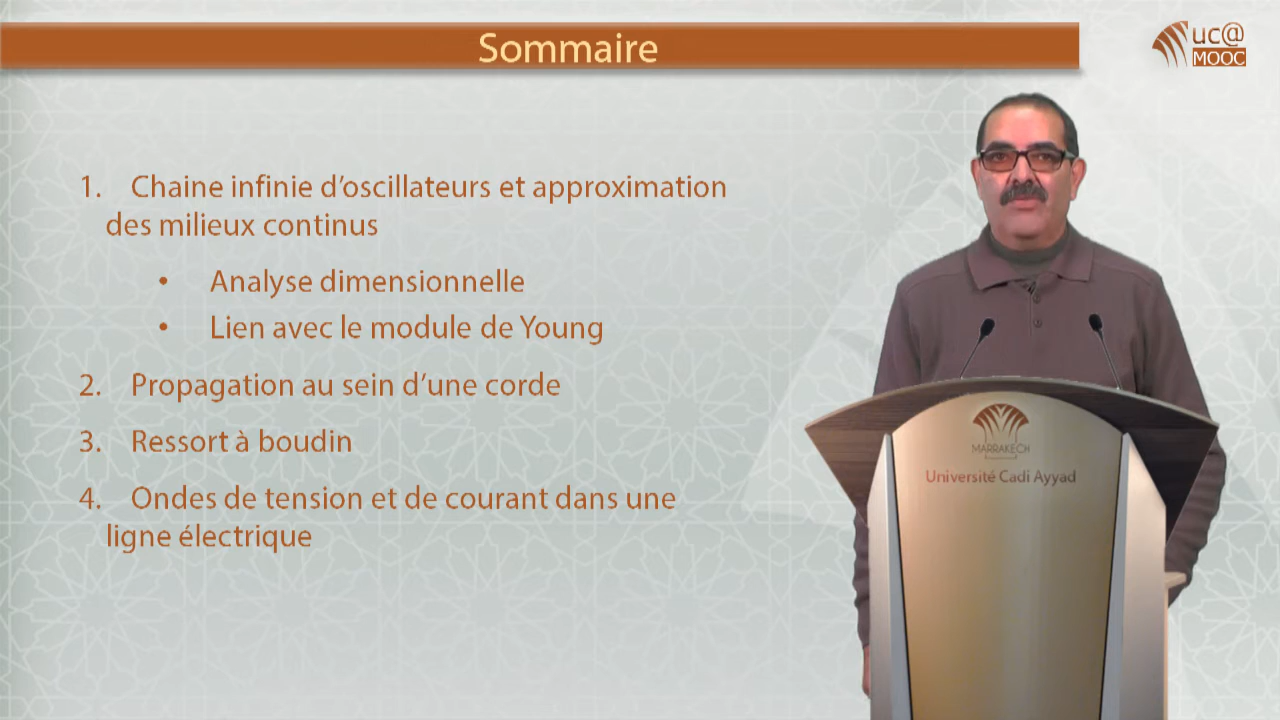 Sommaire
uc@
MOOC
1. Chaine infinie d'oscillateurs et approximation
des milieux continus
• Analyse dimensionnelle
• Lien avec le module de Young
2. Propagation au sein d'une corde
3. Ressort à boudin
4. Ondes de tension et de courant dans une
ligne électrique
MARRAKECH
Université Cadi Ayyad